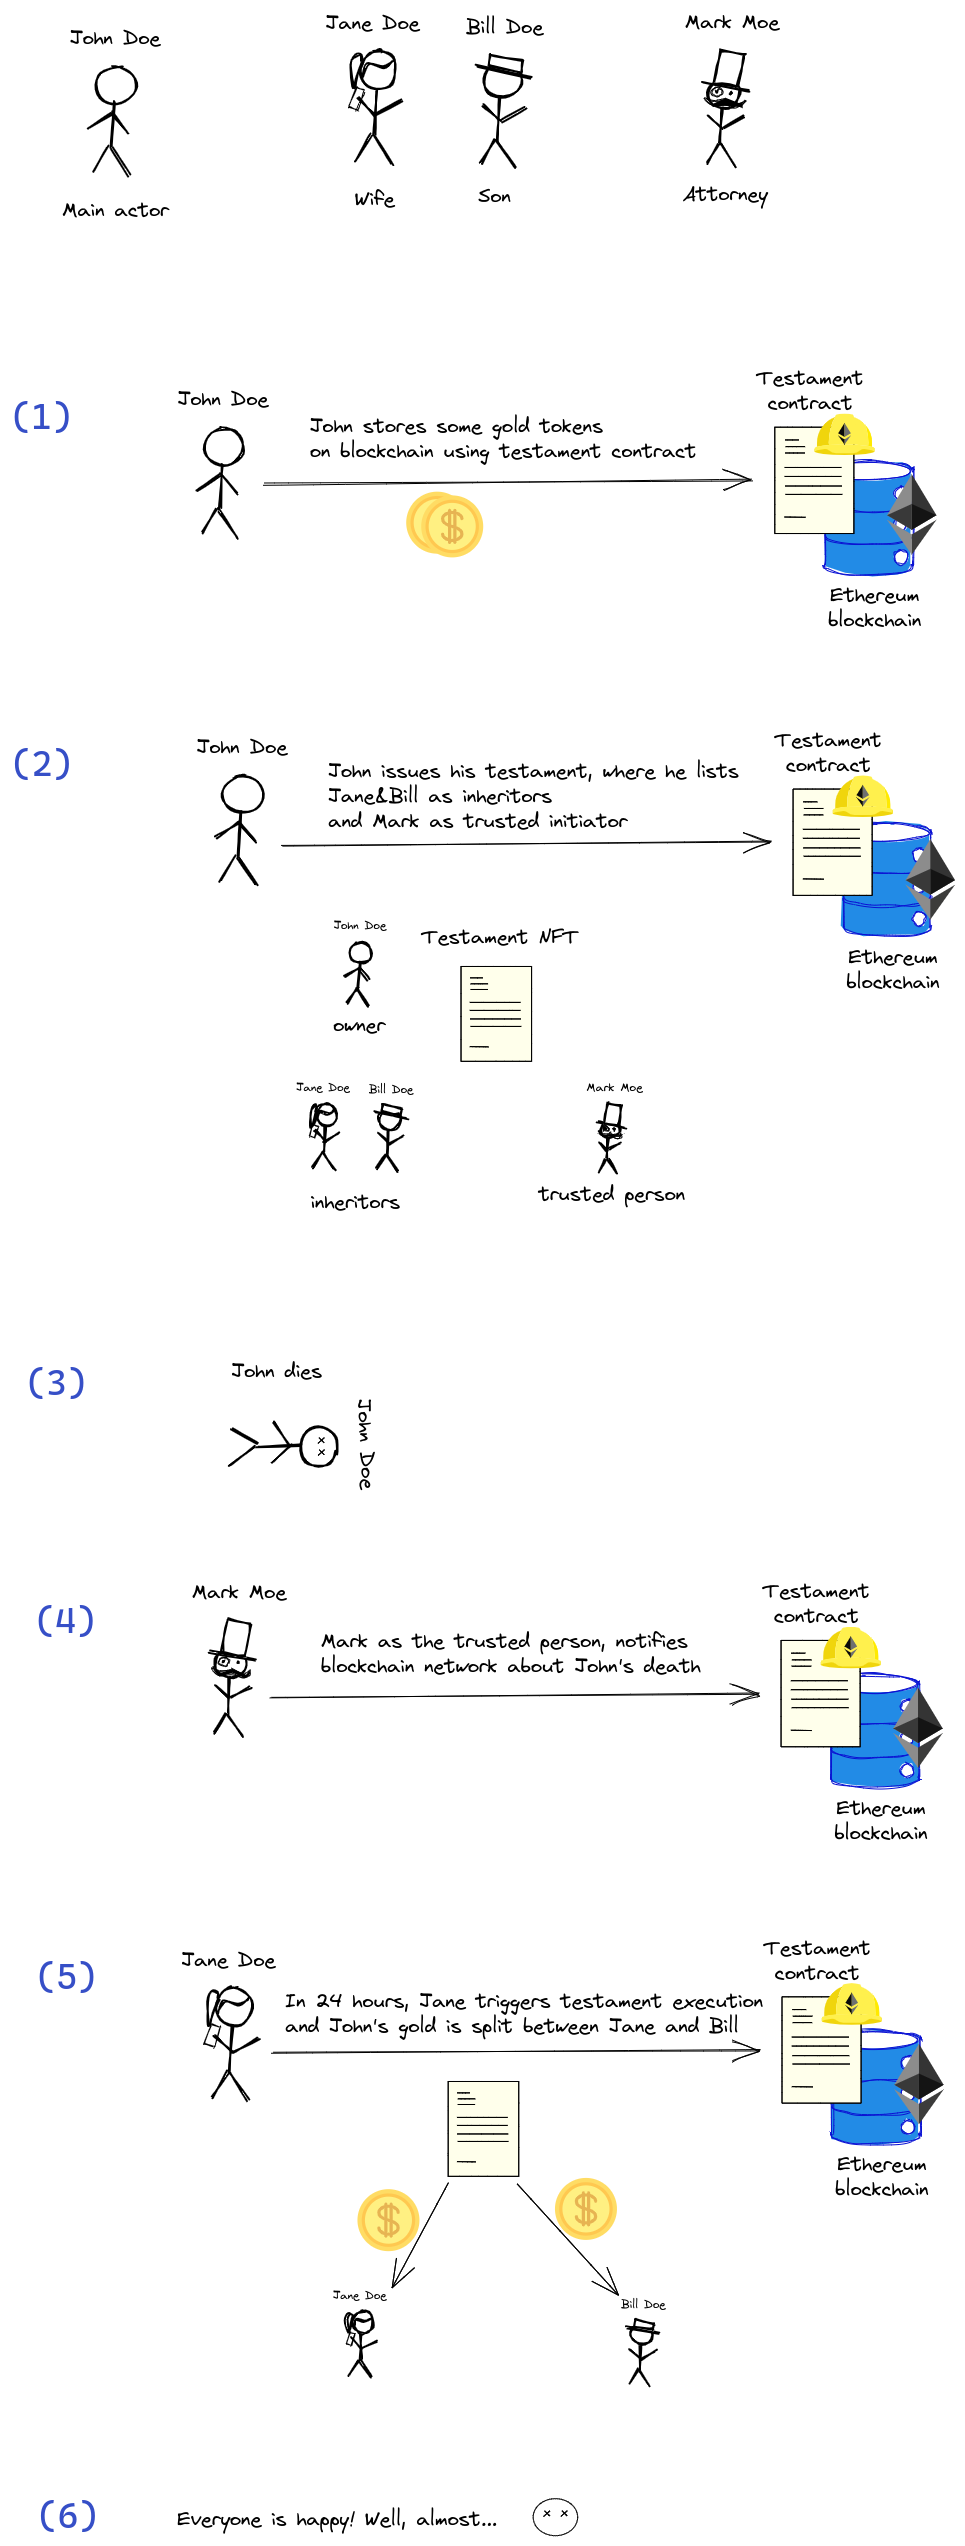 John Doe
Jane Doe
Bill Doe
Mark Moe
Main actor
Wife
Son
Attorney
(1)
John Doe
John stores some gold tokens
on blockchain using testament contract
$
Testament
contract
Ethereum
blockchain
(2)
John Doe
John issues his testament, where he lists
Jane&Bill as inheritors
and Mark as trusted initiator
Testament
contract
Ethereum
blockchain
John Doe
owner
Testament NFT
Jane Doe
Bill Doe
inheritors
Mark Moe
trusted person
(3)
John dies
John Doe
(4)
Mark Moe
Mark as the trusted person, notifies
blockchain network about John's death
Testament
contract
Ethereum
blockchain
(5)
Jane Doe
In 24 hours, Jane triggers testament execution
and John's gold is split between Jane and Bill
Testament
contract
Ethereum
blockchain
$
$
Jane Doe
Bill Doe
(6)
Everyone is happy! Well, almost...